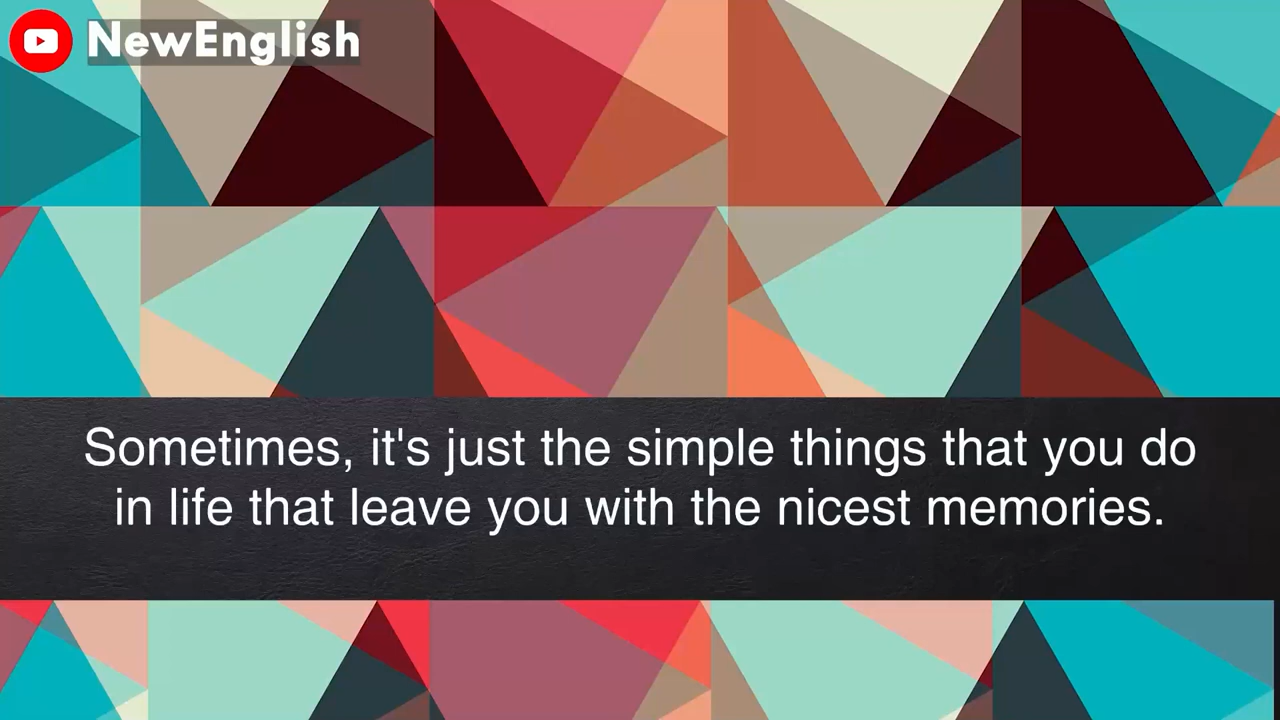 NewEnglish
Sometimes, it's just the simple things that you do
in life that leave you with the nicest memories.